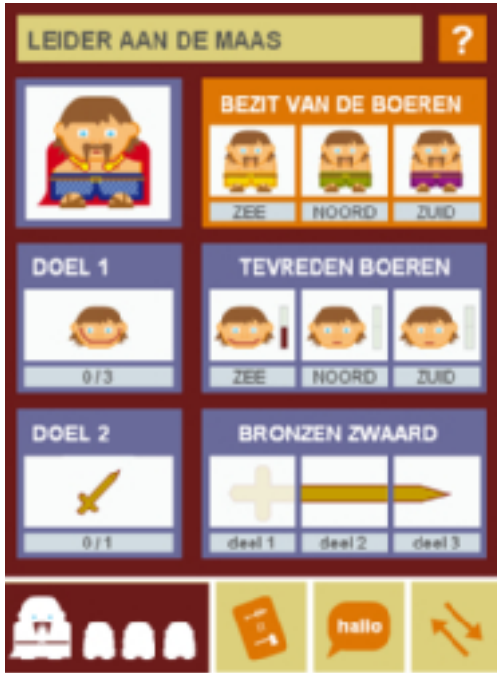 LEIDER AAN DE MAAS
?
BEZIT VAN DE BOEREN
ZEE NOORD ZUID
DOEL 1
0/3
TEVREDEN BOEREN
ZEE NOORD ZUID
DOEL 2
0/1
BRONZEN ZWAARD
deel 1 deel 2 deel 3
hallo